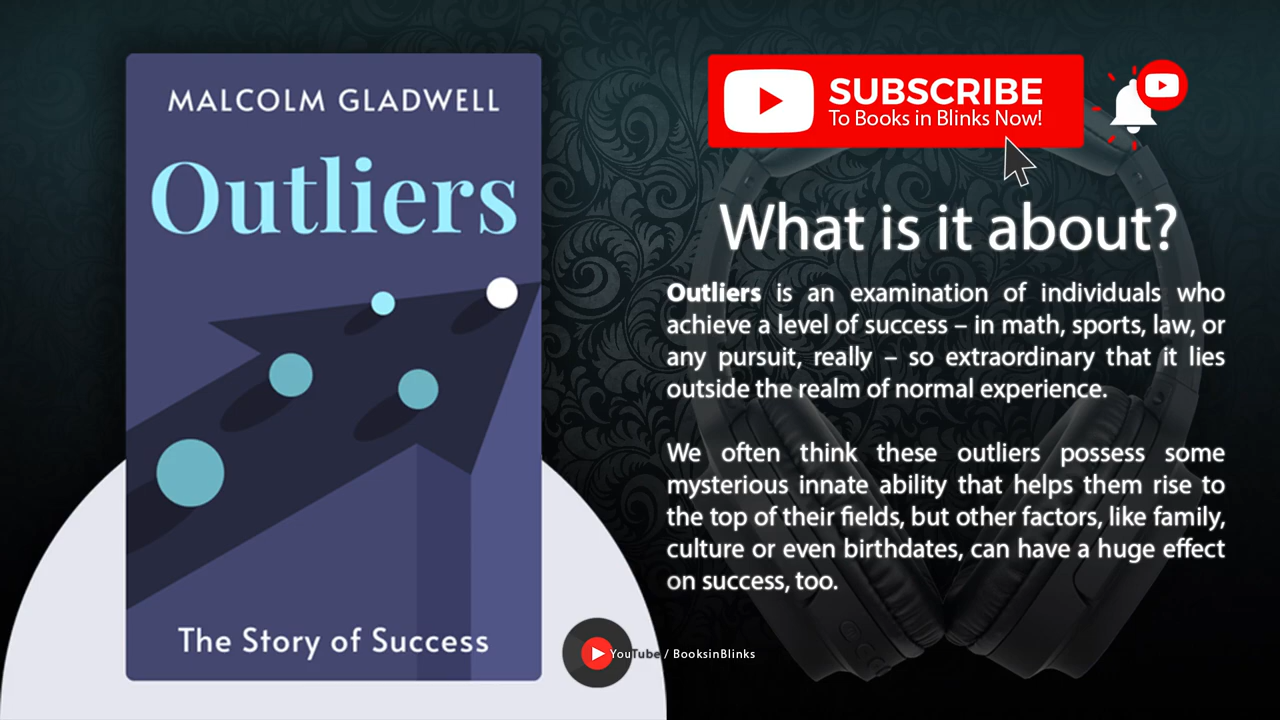 MALCOLM GLADWELL
Outliers
The Story of Success
SUBSCRIBE
To Books in Blinks Now!
What is it about?
Outliers is an examination of individuals who
achieve a level of success – in math, sports, law, or
any pursuit, really – so extraordinary that it lies
outside the realm of normal experience.
We often think these outliers possess some
mysterious innate ability that helps them rise to
the top of their fields, but other factors, like family,
culture or even birthdates, can have a huge effect
on success, too.
YouTube / BooksinBlinks